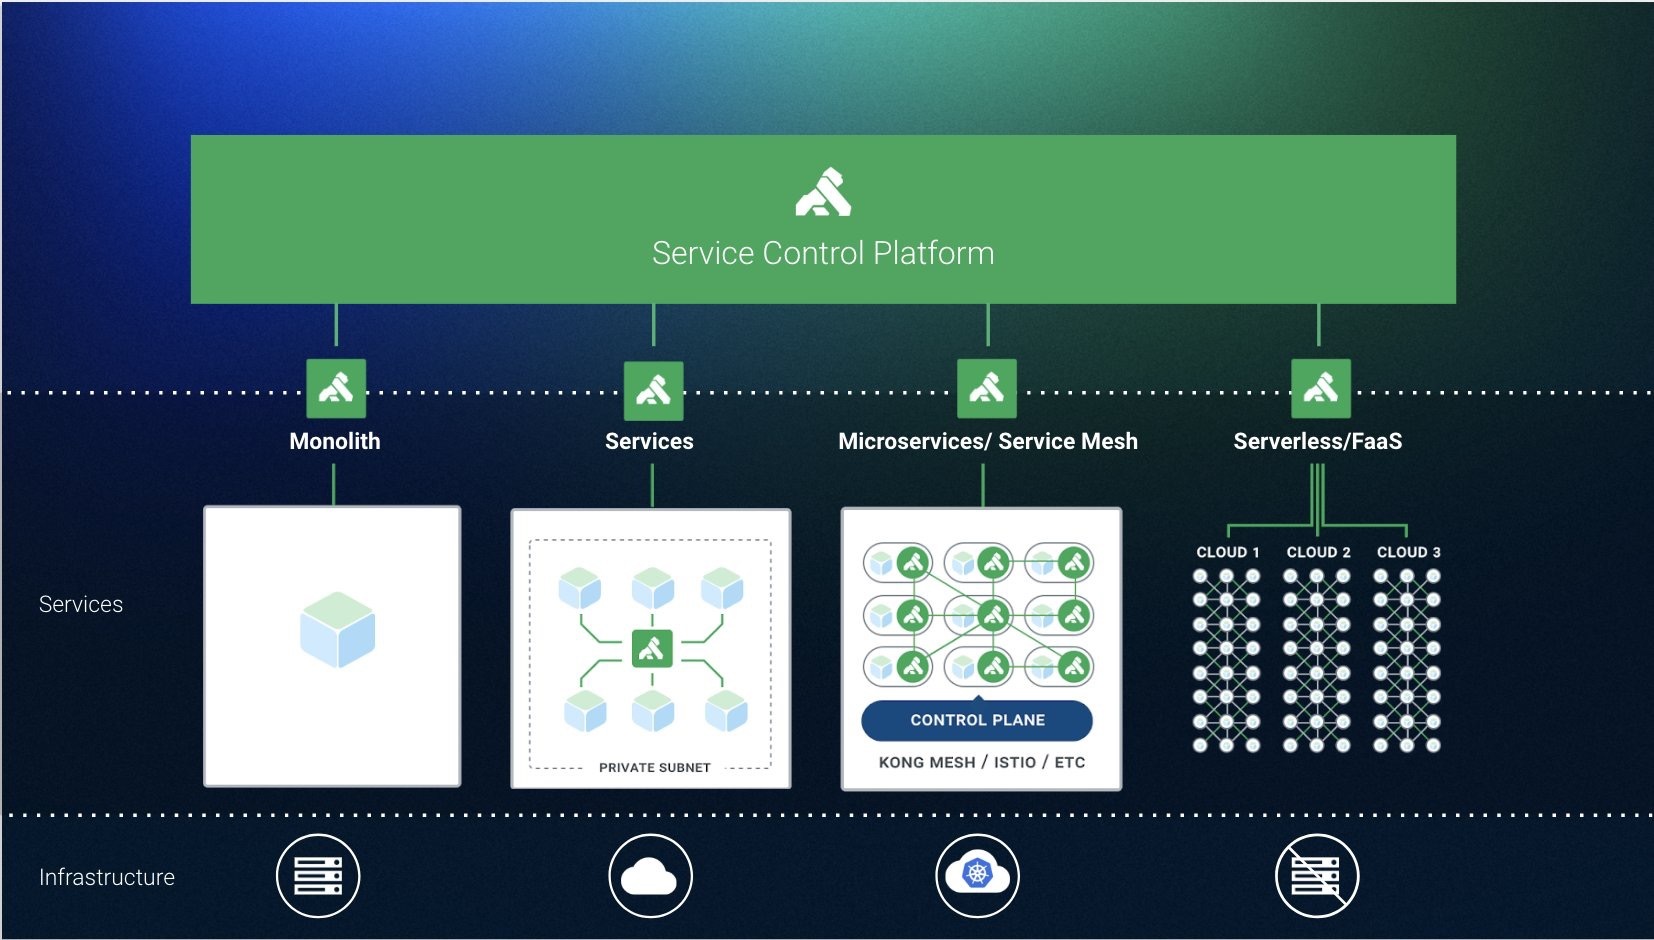 Service Control Platform
Monolith
Services
Microservices/ Service Mesh
Serverless/FaaS
CLOUD 1
CLOUD 2
CLOUD 3
Services
PRIVATE SUBNET
CONTROL PLANE
KONG MESH / ISTIO / ETC
Infrastructure